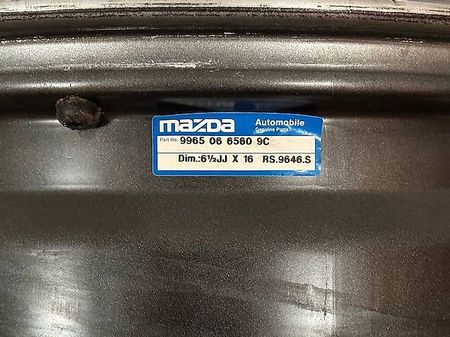 mazda Automobile
Genuine Parts
Part No. 9965 06 6560 9C
Dim.:6½JJ X 16 RS.9646.S